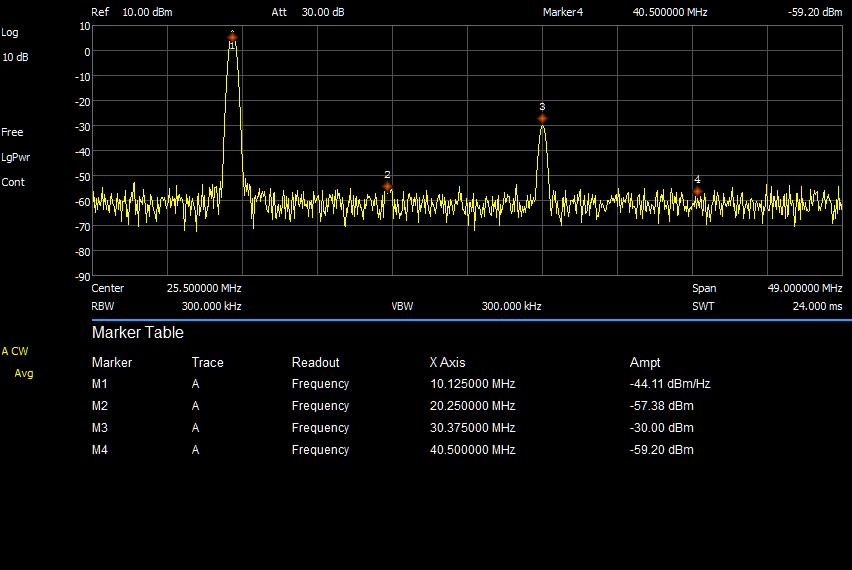 Ref 10.00 dBm Att 30.00 dB Marker4 40.500000 MHz -59.20 dBm
Log
10 dB
Free
LgPwr
Cont
10
0
-10
-20
-30
-40
-50
-60
-70
-80
-90
1
2
3
4
Center 25.500000 MHz Span 49.000000 MHz
RBW 300.000 kHz VBW 300.000 kHz SWT 24.000 ms
A CW
Avg
Marker Table
Marker Trace Readout X Axis Ampt
M1 A Frequency 10.125000 MHz -44.11 dBm/Hz
M2 A Frequency 20.250000 MHz -57.38 dBm
M3 A Frequency 30.375000 MHz -30.00 dBm
M4 A Frequency 40.500000 MHz -59.20 dBm